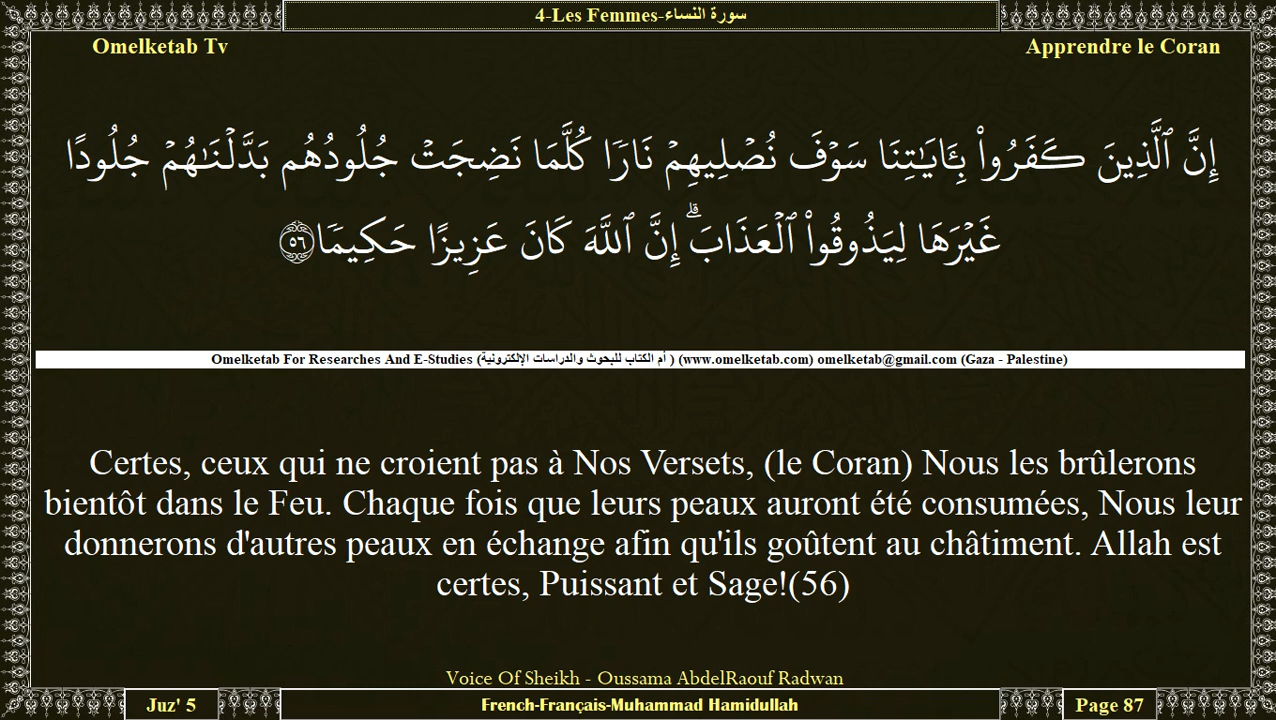 4-Les Femmes-سورة النساء
Omelketab Tv
Apprendre le Coran
إِنَّ ٱلَّذِينَ كَفَرُوا۟ بِـَٔايَـٰتِنَا سَوْفَ نُصْلِيهِمْ نَارًۭا كُلَّمَا نَضِجَتْ جُلُودُهُم بَدَّلْنَـٰهُمْ جُلُودًا
غَيْرَهَا لِيَذُوقُوا۟ ٱلْعَذَابَ ۗ إِنَّ ٱللَّهَ كَانَ عَزِيزًا حَكِيمًۭا ٥٦
Omelketab For Researches And E-Studies (أم الكتاب للبحوث والدراسات الإلكترونية ) (www.omelketab.com) omelketab@gmail.com (Gaza - Palestine)
Certes, ceux qui ne croient pas à Nos Versets, (le Coran) Nous les brûlerons
bientôt dans le Feu. Chaque fois que leurs peaux auront été consumées, Nous leur
donnerons d'autres peaux en échange afin qu'ils goûtent au châtiment. Allah est
certes, Puissant et Sage!(56)
Voice Of Sheikh - Oussama AbdelRaouf Radwan
Juz' 5
French-Français-Muhammad Hamidullah
Page 87